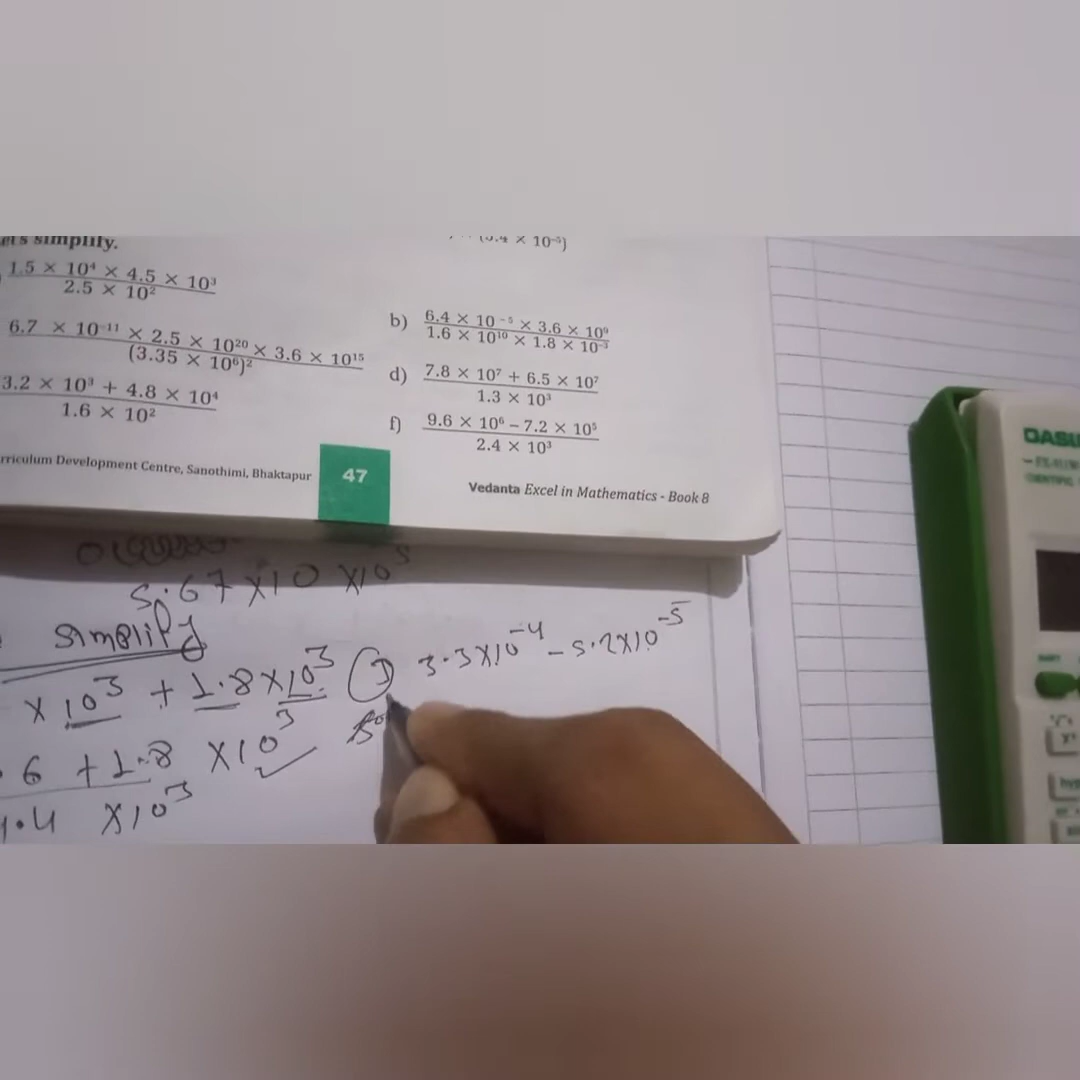 simplify.
1.5 × 10⁴ × 4.5 × 10³
2.5 × 10²
6.7 × 10⁻¹¹ × 2.5 × 10²⁰ × 3.6 × 10¹⁵
(3.35 × 10⁶)²
3.2 × 10³ + 4.8 × 10⁴
1.6 × 10²
b) 6.4 × 10⁻⁵ × 3.6 × 10⁹
1.6 × 10¹⁰ × 1.8 × 10⁻³
d) 7.8 × 10⁷ + 6.5 × 10⁷
1.3 × 10³
f) 9.6 × 10⁶ – 7.2 × 10⁵
2.4 × 10³
Curriculum Development Centre, Sanothimi, Bhaktapur
47
Vedanta Excel in Mathematics - Book 8
5.67 × 10 × 10⁵
simplify
× 10³ + 1.8 × 10³
3.3 × 10⁻⁴ – 5.2 × 10⁻⁵
6 + 1.8 × 10³
.4 × 10³